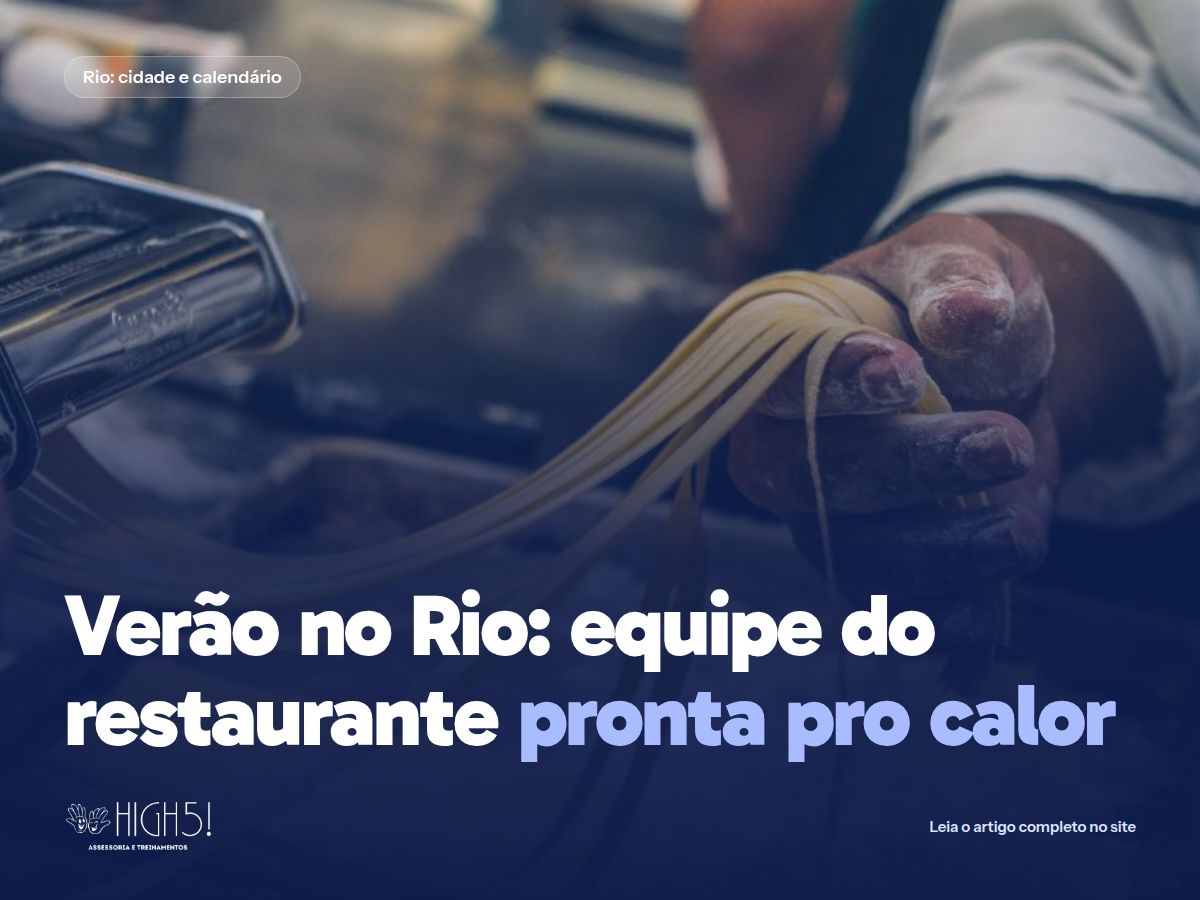 Rio: cidade e calendário
Verão no Rio: equipe do
restaurante pronta pro calor
HIGH5!
ASSESSORIA E TREINAMENTOS
Leia o artigo completo no site